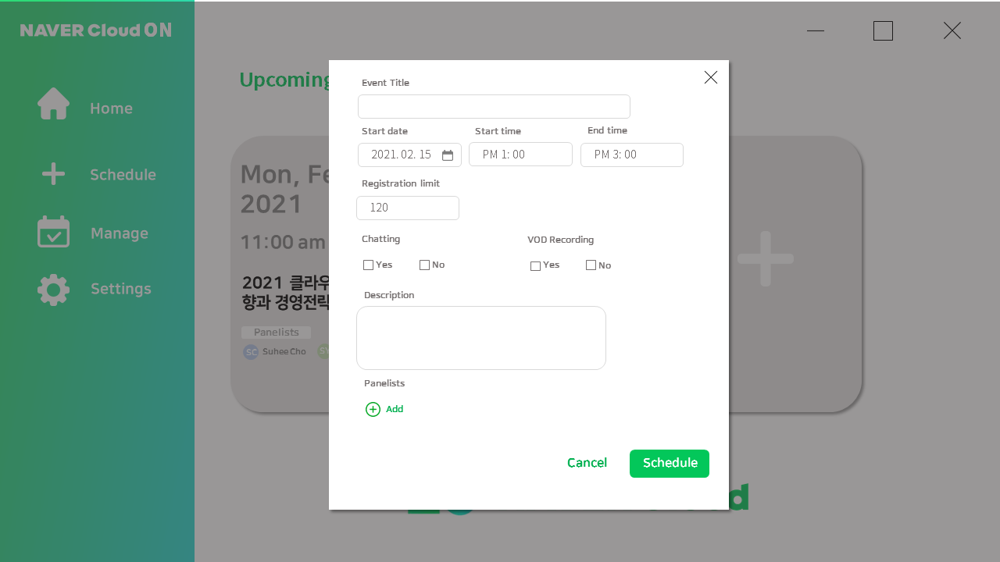 NAVER Cloud ON
Home
Schedule
Manage
Settings
Upcoming
Mon, Fe
2021
11:00 am
2021 클라우
향과 경영전략
Panelists
SC Suhee Cho SY
Event Title
Start date Start time End time
2021. 02. 15 PM 1: 00 PM 3: 00
Registration limit
120
Chatting VOD Recording
Yes No Yes No
Description
Panelists
Add
Cancel Schedule